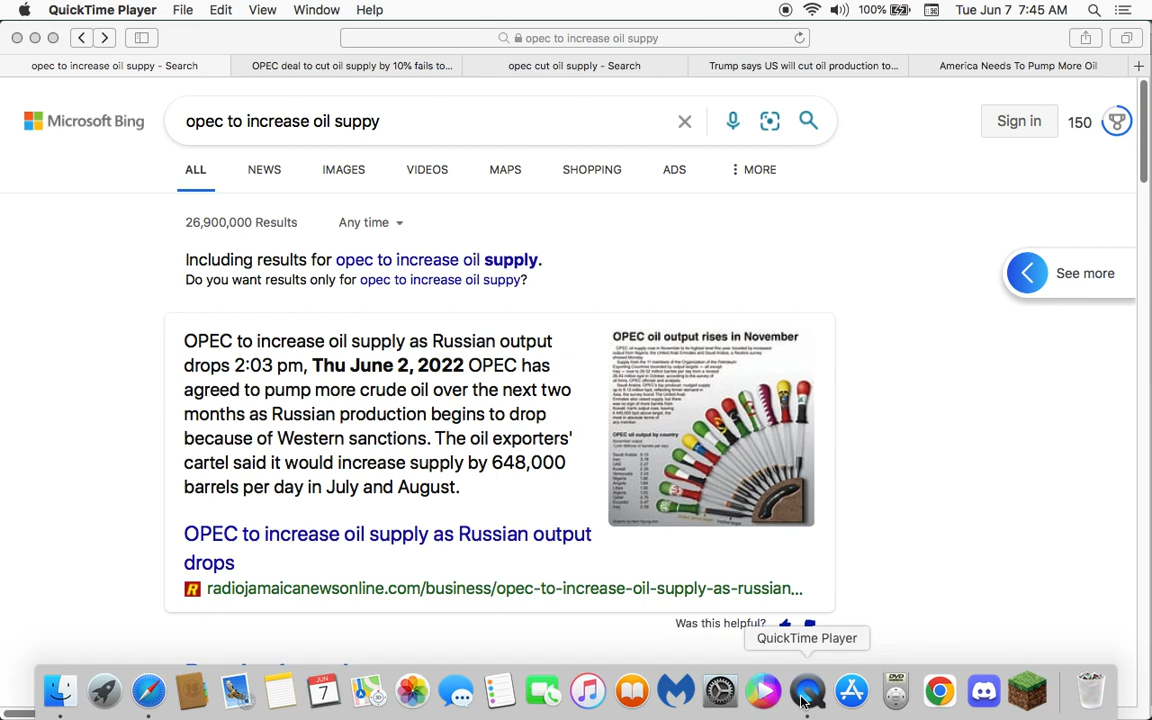 QuickTime Player File Edit View Window Help 100% Tue Jun 7 7:45 AM
opec to increase oil suppy
opec to increase oil suppy - Search OPEC deal to cut oil supply by 10% fails to... opec cut oil supply - Search Trump says US will cut oil production to... America Needs To Pump More Oil
Microsoft Bing opec to increase oil suppy Sign in 150
ALL NEWS IMAGES VIDEOS MAPS SHOPPING ADS MORE
26,900,000 Results Any time
Including results for opec to increase oil supply.
Do you want results only for opec to increase oil suppy?
See more
OPEC to increase oil supply as Russian output
drops 2:03 pm, Thu June 2, 2022 OPEC has
agreed to pump more crude oil over the next two
months as Russian production begins to drop
because of Western sanctions. The oil exporters'
cartel said it would increase supply by 648,000
barrels per day in July and August.
OPEC oil output rises in November
OPEC oil output by country
OPEC to increase oil supply as Russian output
drops
radiojamaicanewsonline.com/business/opec-to-increase-oil-supply-as-russian...
Was this helpful?
QuickTime Player
JUN
7
DVD